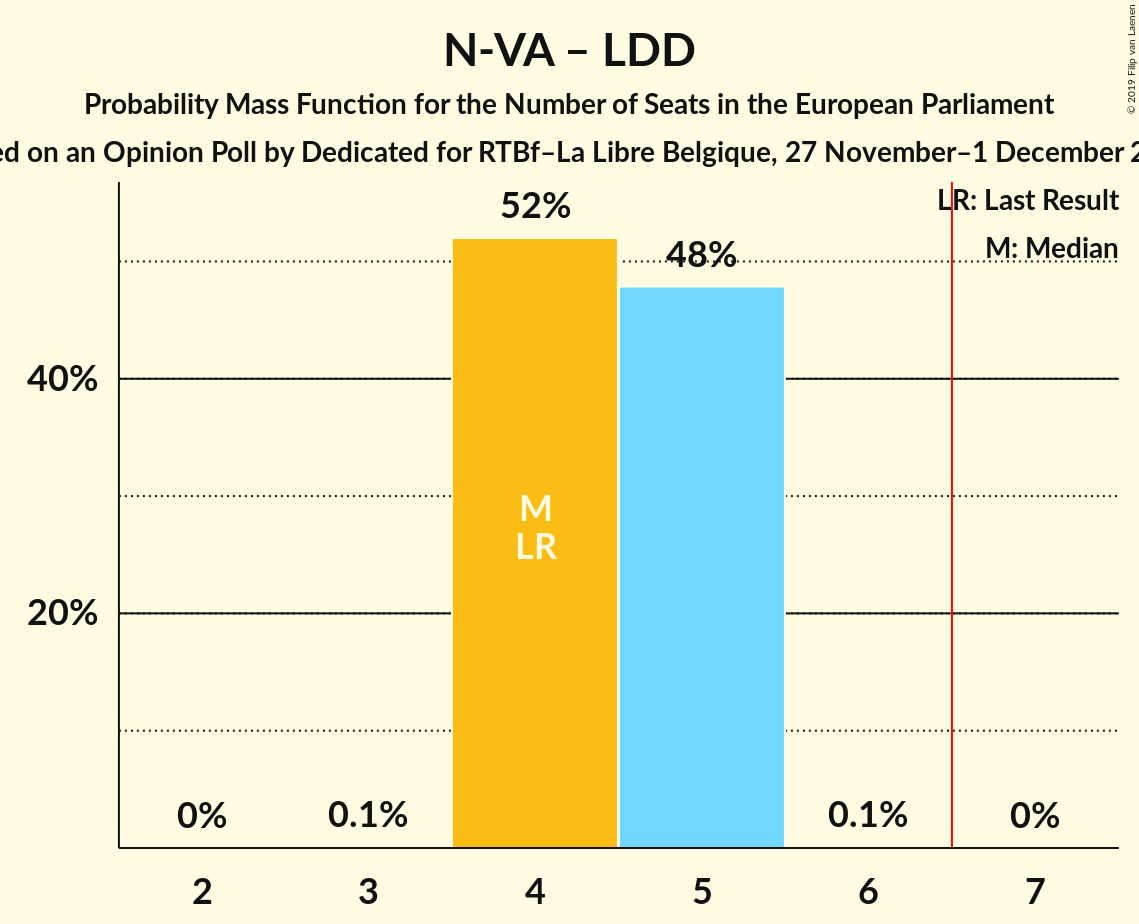 N-VA – LDD
Probability Mass Function for the Number of Seats in the European Parliament
on an Opinion Poll by Dedicated for RTBf–La Libre Belgique, 27 November–1 December
© 2019 Filip van Laenen
LR: Last Result
M: Median
52%
48%
40%
20%
M
LR
0%
0.1%
0.1%
0%
2
3
4
5
6
7